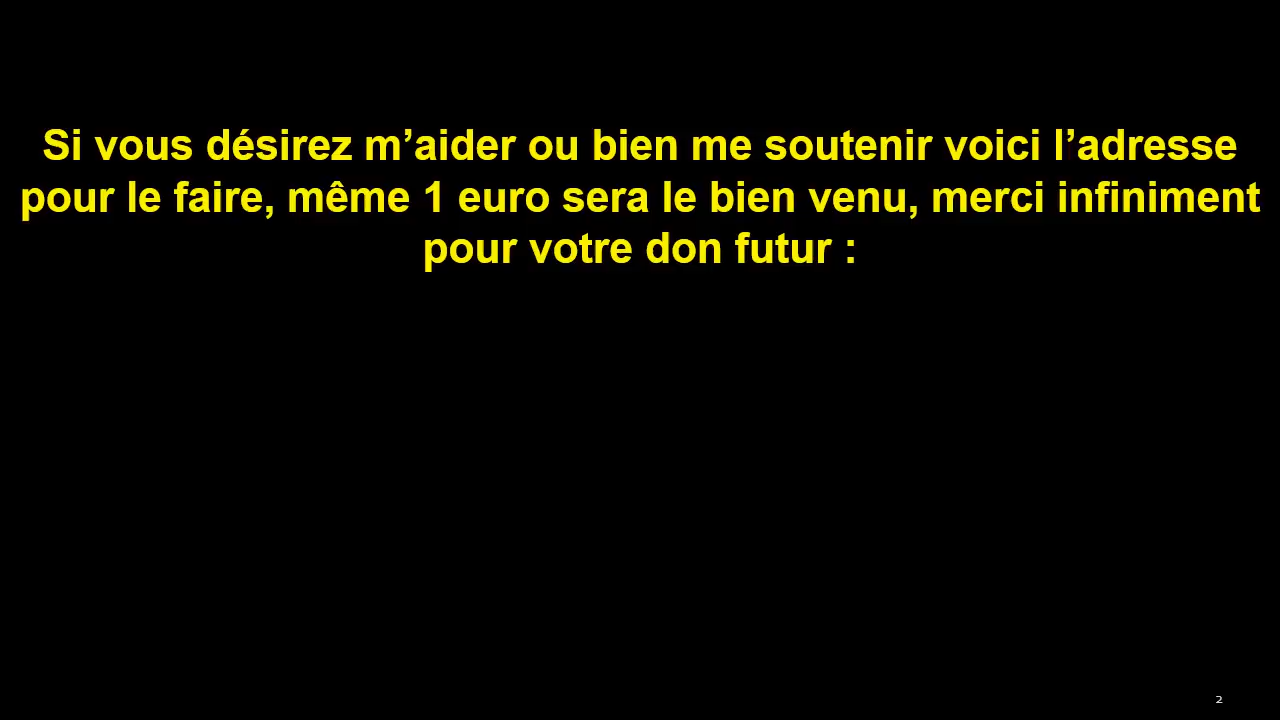 Si vous désirez m’aider ou bien me soutenir voici l’adresse
pour le faire, même 1 euro sera le bien venu, merci infiniment
pour votre don futur :
2